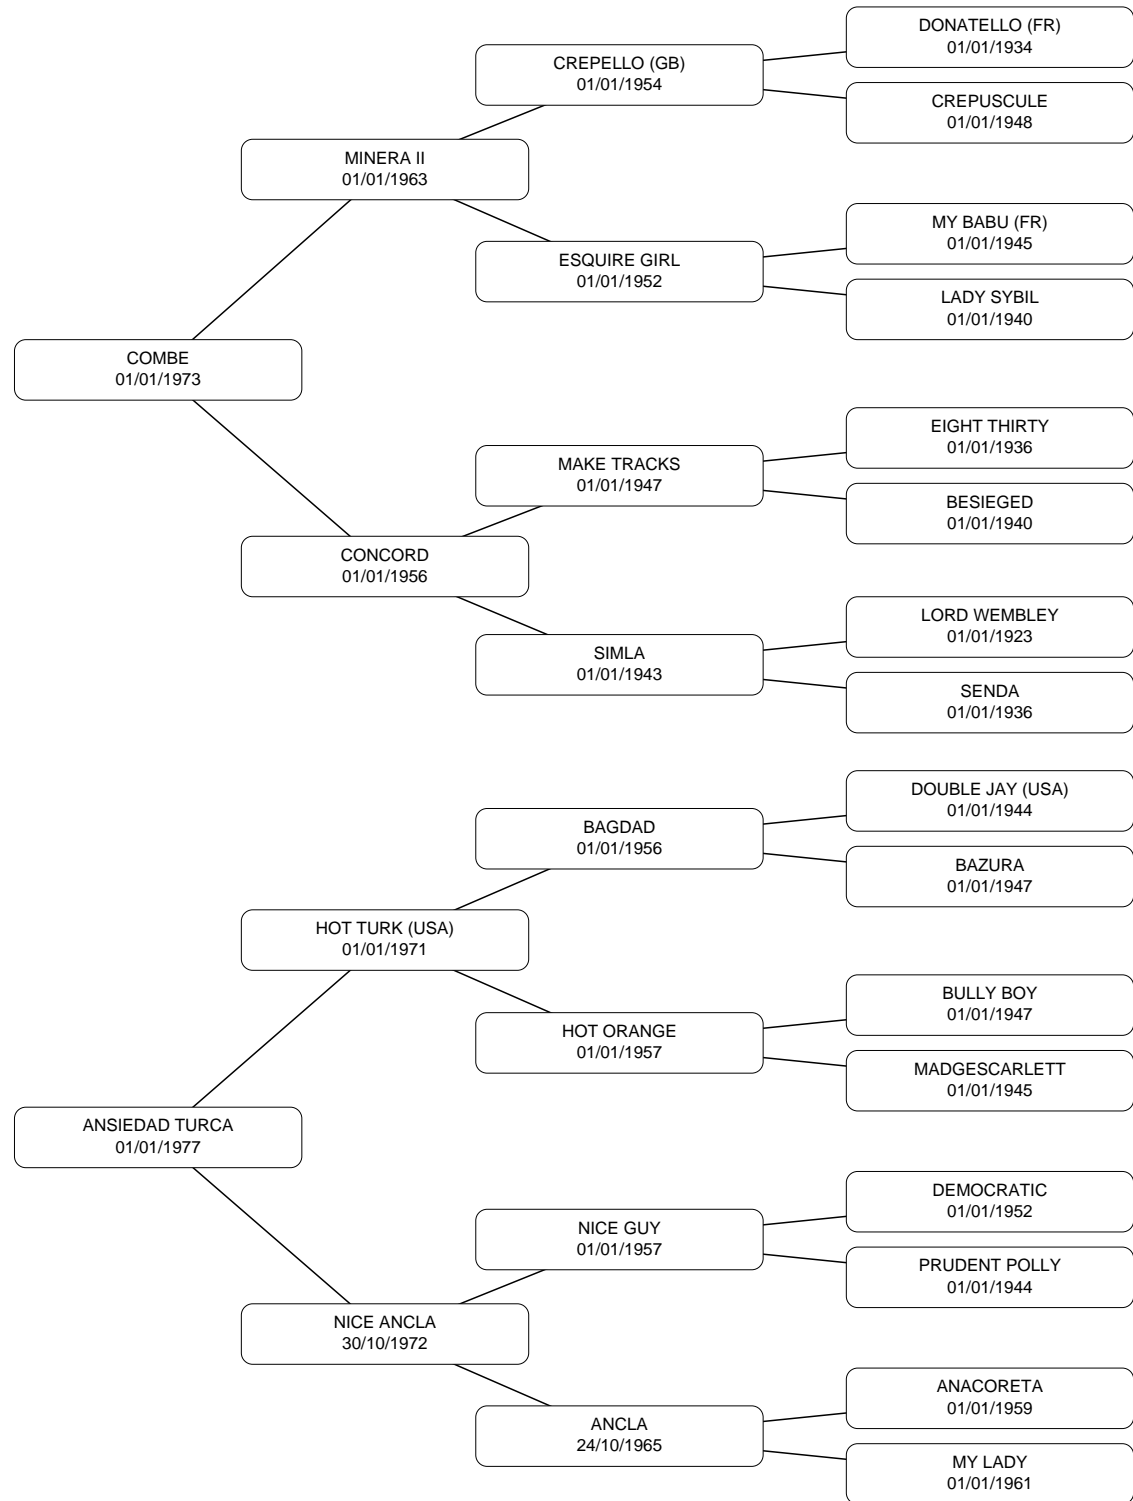 DONATELLO (FR)
01/01/1934
CREPELLO (GB)
01/01/1954
CREPUSCULE
01/01/1948
MINERA II
01/01/1963
MY BABU (FR)
01/01/1945
ESQUIRE GIRL
01/01/1952
LADY SYBIL
01/01/1940
COMBE
01/01/1973
EIGHT THIRTY
01/01/1936
MAKE TRACKS
01/01/1947
BESIEGED
01/01/1940
CONCORD
01/01/1956
LORD WEMBLEY
01/01/1923
SIMLA
01/01/1943
SENDA
01/01/1936
DOUBLE JAY (USA)
01/01/1944
BAGDAD
01/01/1956
BAZURA
01/01/1947
HOT TURK (USA)
01/01/1971
BULLY BOY
01/01/1947
HOT ORANGE
01/01/1957
MADGESCARLETT
01/01/1945
ANSIEDAD TURCA
01/01/1977
DEMOCRATIC
01/01/1952
NICE GUY
01/01/1957
PRUDENT POLLY
01/01/1944
NICE ANCLA
30/10/1972
ANACORETA
01/01/1959
ANCLA
24/10/1965
MY LADY
01/01/1961